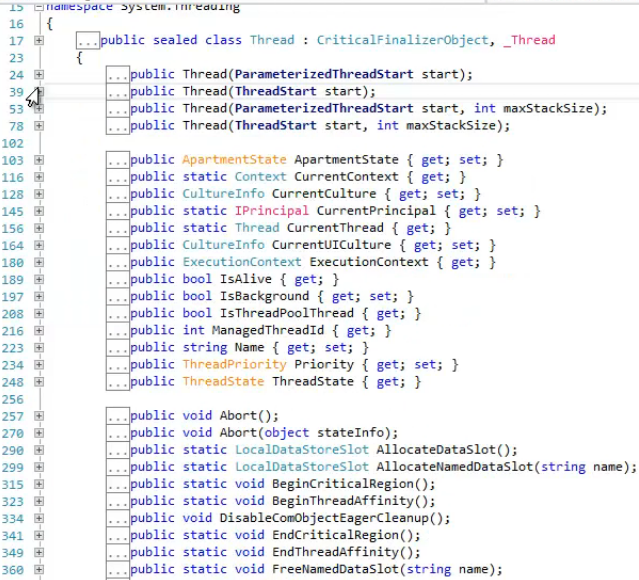 15 namespace System.Threading
16 {
17 ...public sealed class Thread : CriticalFinalizerObject, _Thread
23 {
24 ...public Thread(ParameterizedThreadStart start);
39 ...public Thread(ThreadStart start);
53 ...public Thread(ParameterizedThreadStart start, int maxStackSize);
78 ...public Thread(ThreadStart start, int maxStackSize);
102
103 ...public ApartmentState ApartmentState { get; set; }
116 ...public static Context CurrentContext { get; }
128 ...public CultureInfo CurrentCulture { get; set; }
145 ...public static IPrincipal CurrentPrincipal { get; set; }
156 ...public static Thread CurrentThread { get; }
164 ...public CultureInfo CurrentUICulture { get; set; }
180 ...public ExecutionContext ExecutionContext { get; }
189 ...public bool IsAlive { get; }
197 ...public bool IsBackground { get; set; }
208 ...public bool IsThreadPoolThread { get; }
216 ...public int ManagedThreadId { get; }
223 ...public string Name { get; set; }
234 ...public ThreadPriority Priority { get; set; }
248 ...public ThreadState ThreadState { get; }
256
257 ...public void Abort();
270 ...public void Abort(object stateInfo);
290 ...public static LocalDataStoreSlot AllocateDataSlot();
299 ...public static LocalDataStoreSlot AllocateNamedDataSlot(string name);
315 ...public static void BeginCriticalRegion();
323 ...public static void BeginThreadAffinity();
334 ...public void DisableComObjectEagerCleanup();
341 ...public static void EndCriticalRegion();
349 ...public static void EndThreadAffinity();
360 ...public static void FreeNamedDataSlot(string name);